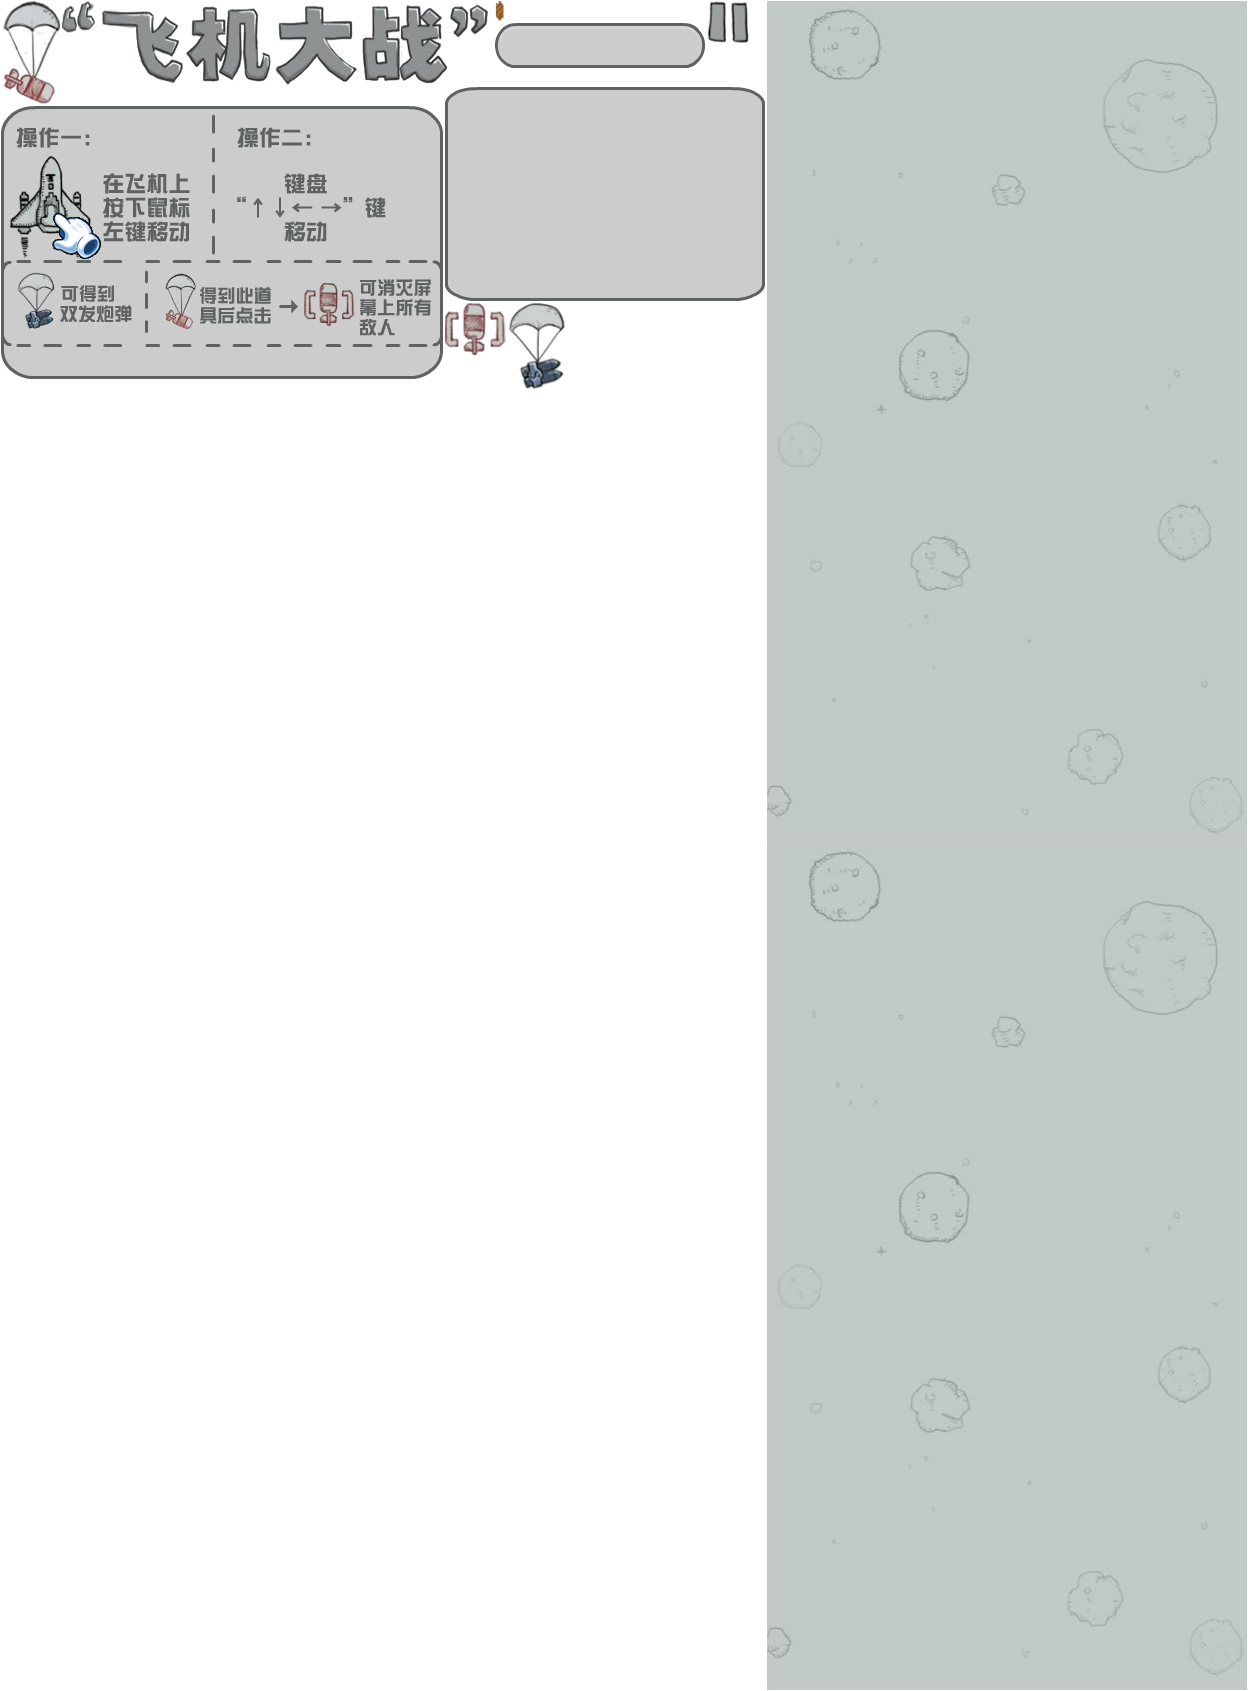 “飞机大战”
操作一：
在飞机上
按下鼠标
左键移动
操作二：
键盘
“↑ ↓← →” 键
移动
可得到
双发炮弹
得到此道
具后点击
→
可消灭屏
幕上所有
敌人